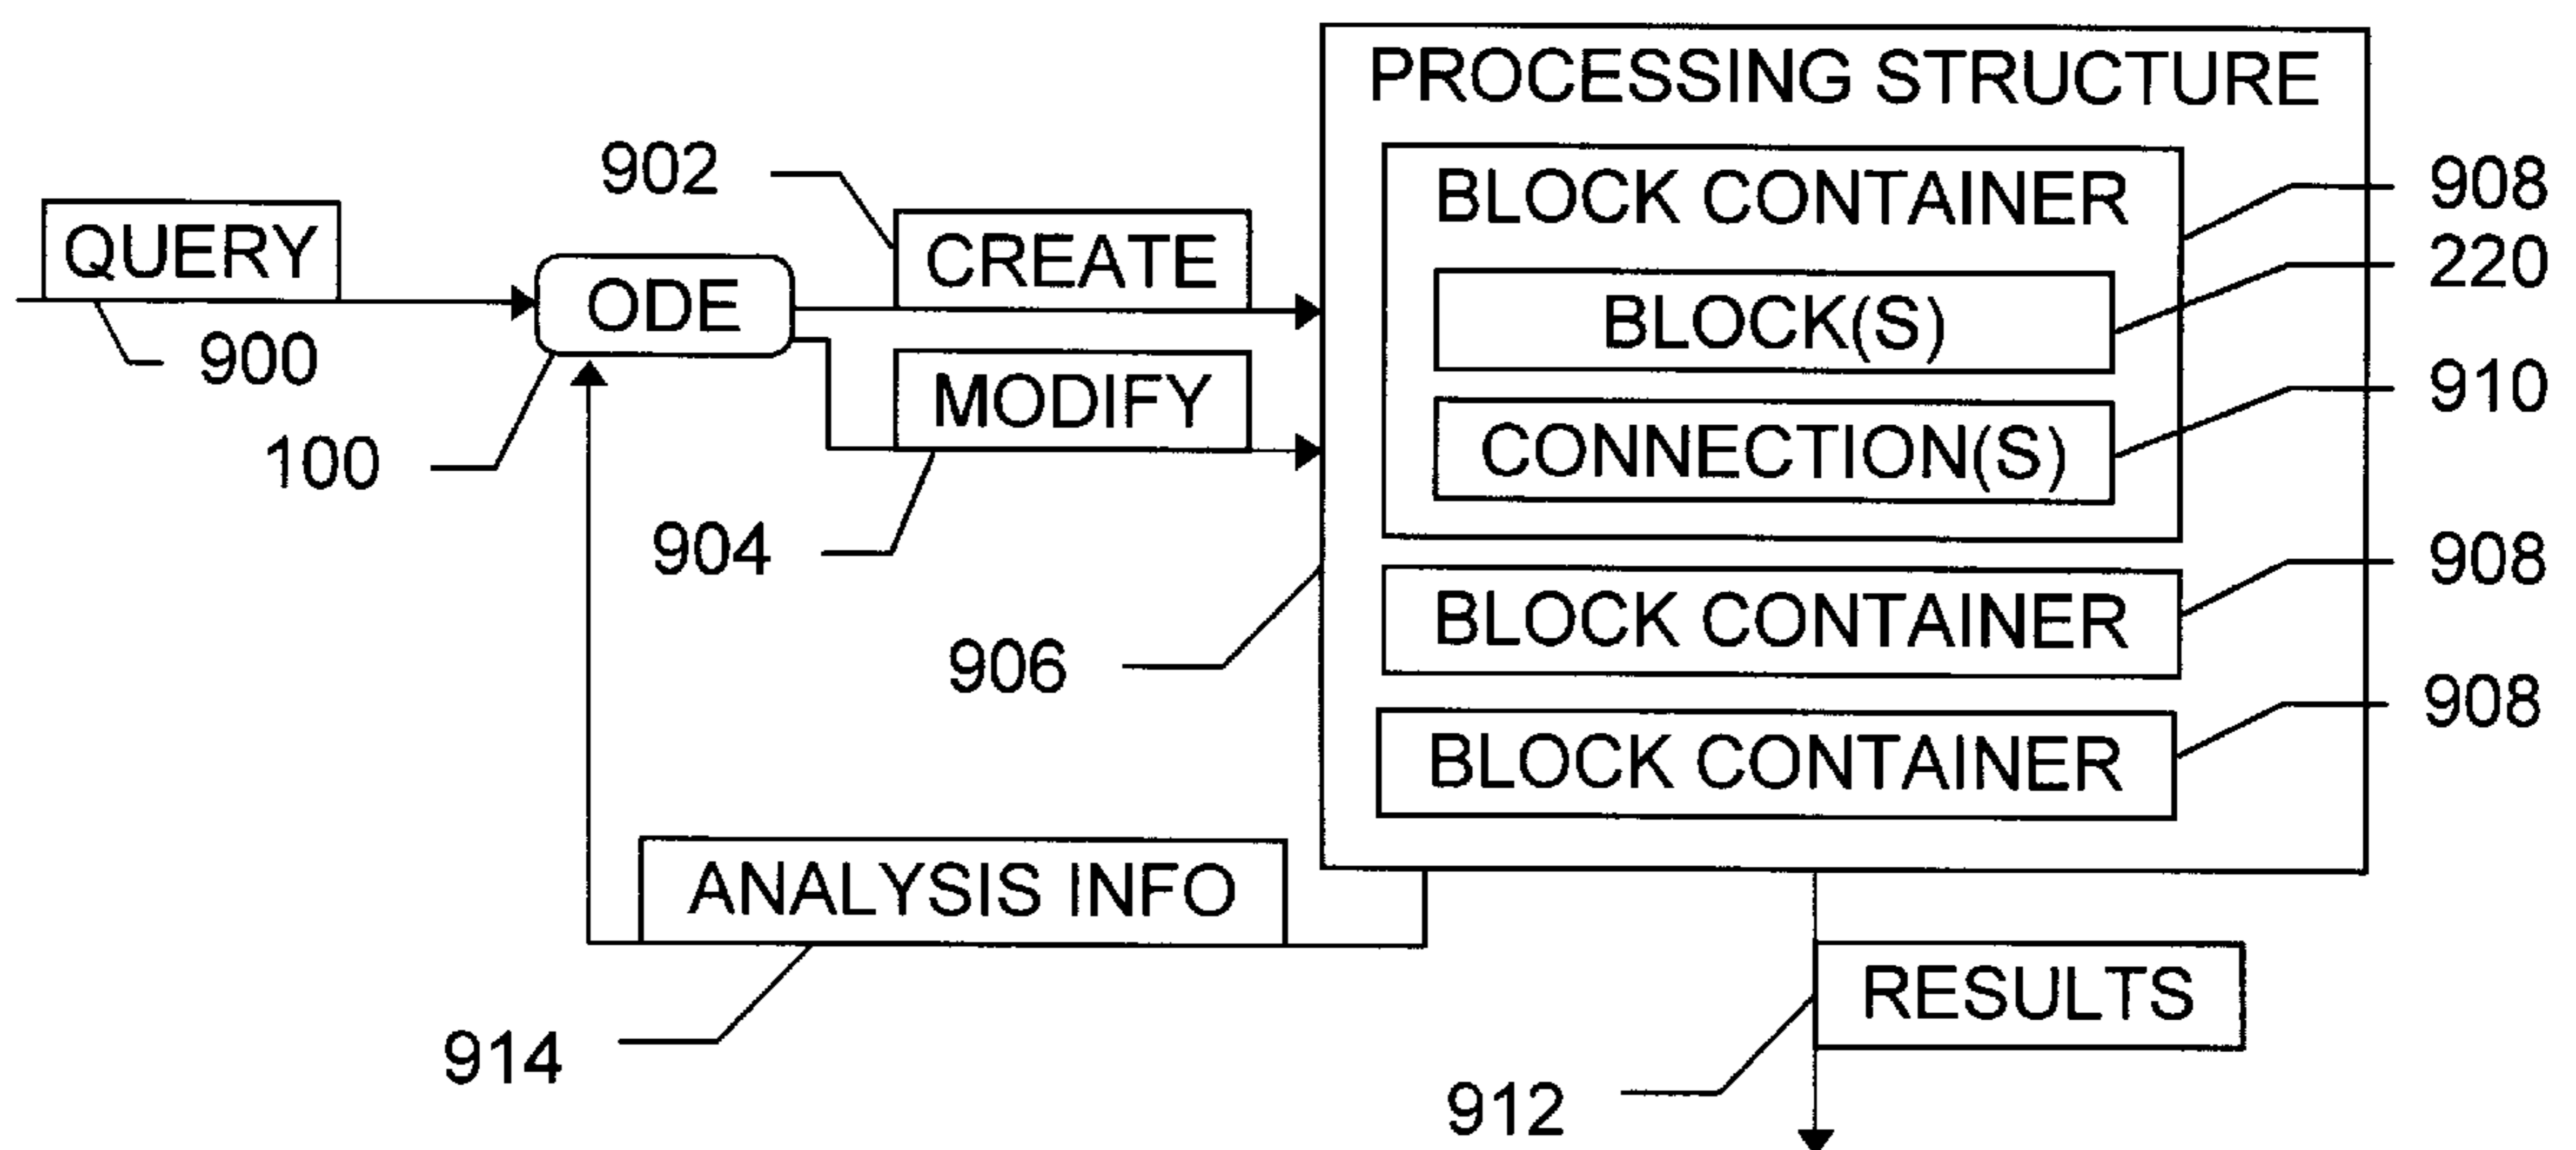 PROCESSING STRUCTURE
902
BLOCK CONTAINER
908
QUERY
CREATE
220
ODE
BLOCK(S)
900
MODIFY
910
100
CONNECTION(S)
904
908
BLOCK CONTAINER
906
908
BLOCK CONTAINER
ANALYSIS INFO
RESULTS
914
912